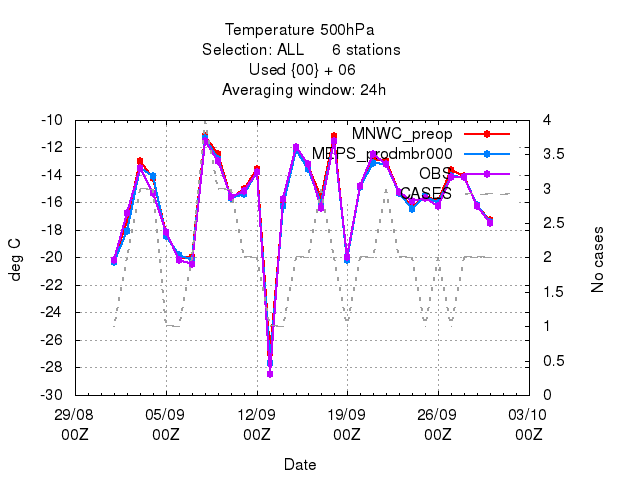 Temperature 500hPa
Selection: ALL 6 stations
Used {00} + 06
Averaging window: 24h
MNWC_preop
MEPS_prodmbr000
OBS
CASES
-10
-12
-14
-16
-18
-20
-22
-24
-26
-28
-30
deg C
4
3.5
3
2.5
2
1.5
1
0.5
0
No cases
29/08 05/09 12/09 19/09 26/09 03/10
00Z 00Z 00Z 00Z 00Z 00Z
Date